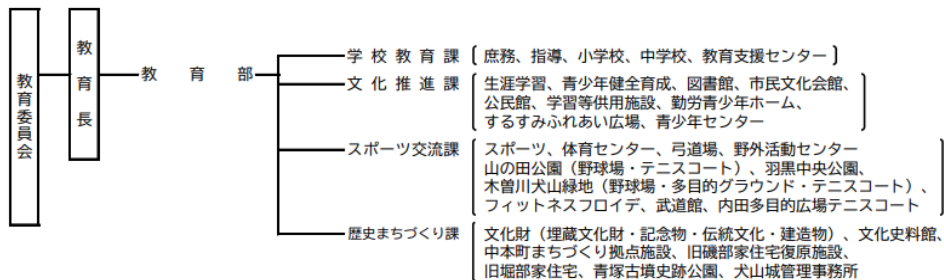 教育委員会
教育長
教育部
学校教育課 〔庶務、指導、小学校、中学校、教育支援センター〕
文化推進課 生涯学習、青少年健全育成、図書館、市民文化会館、
公民館、学習等供用施設、勤労青少年ホーム、
するすみふれあい広場、青少年センター
スポーツ交流課 スポーツ、体育センター、弓道場、野外活動センター
山の田公園（野球場・テニスコート）、羽黒中央公園、
木曽川犬山緑地（野球場・多目的グラウンド・テニスコート）、
フィットネスフロイデ、武道館、内田多目的広場テニスコート
歴史まちづくり課 文化財（埋蔵文化財・記念物・伝統文化・建造物）、文化史料館、
中本町まちづくり拠点施設、旧磯部家住宅復原施設、
旧堀部家住宅、青塚古墳史跡公園、犬山城管理事務所